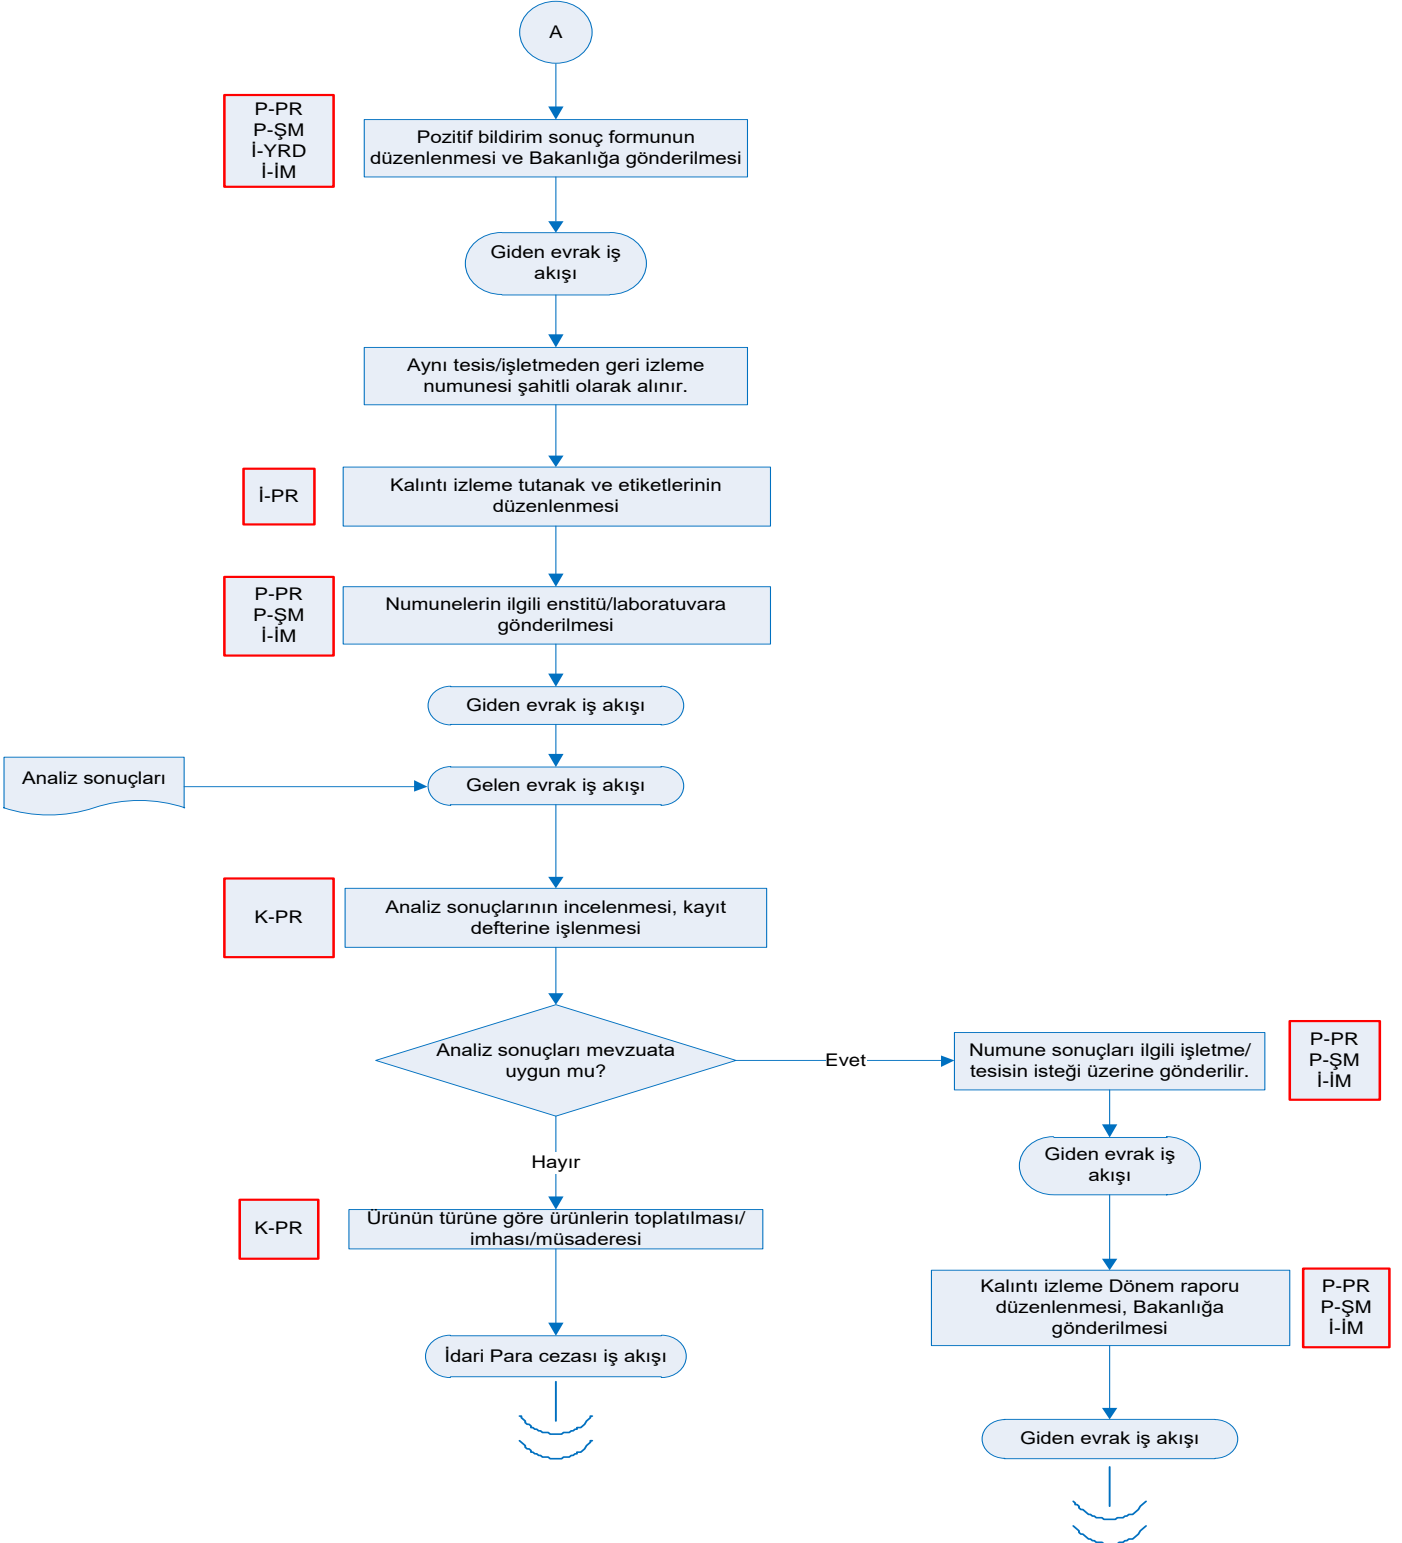 A
P-PR
P-ŞM
İ-YRD
İ-İM
Pozitif bildirim sonuç formunun
düzenlenmesi ve Bakanlığa gönderilmesi
Giden evrak iş
akışı
Aynı tesis/işletmeden geri izleme
numunesi şahitli olarak alınır.
İ-PR
Kalıntı izleme tutanak ve etiketlerinin
düzenlenmesi
P-PR
P-ŞM
İ-İM
Numunelerin ilgili enstitü/laboratuvara
gönderilmesi
Giden evrak iş akışı
Analiz sonuçları
Gelen evrak iş akışı
K-PR
Analiz sonuçlarının incelenmesi, kayıt
defterine işlenmesi
Analiz sonuçları mevzuata
uygun mu?
Evet
Numune sonuçları ilgili işletme/
tesisin isteği üzerine gönderilir.
P-PR
P-ŞM
İ-İM
Hayır
Giden evrak iş
akışı
K-PR
Ürünün türüne göre ürünlerin toplatılması/
imhası/müsaderesi
Kalıntı izleme Dönem raporu
düzenlenmesi, Bakanlığa
gönderilmesi
P-PR
P-ŞM
İ-İM
İdari Para cezası iş akışı
Giden evrak iş akışı